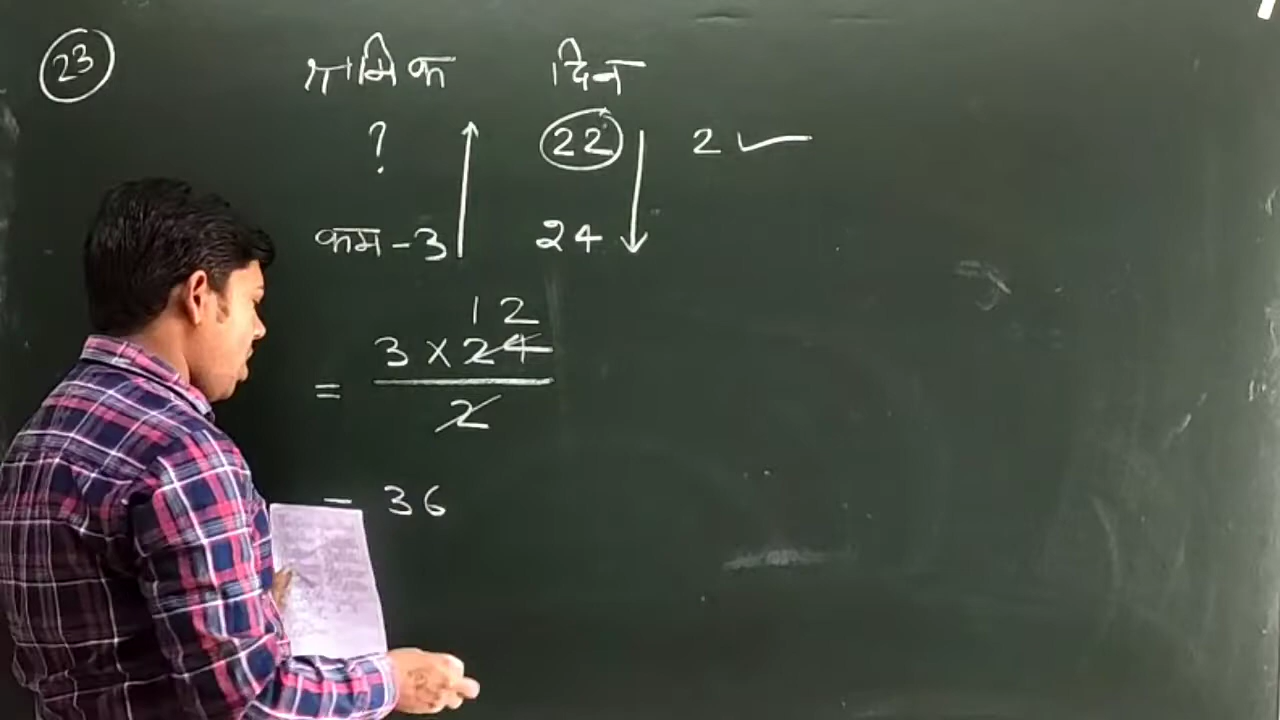 23 श्रमिक दिन
? 22 2 ✓
कम - 3 24
12
= 3 × 24 / 2
= 36